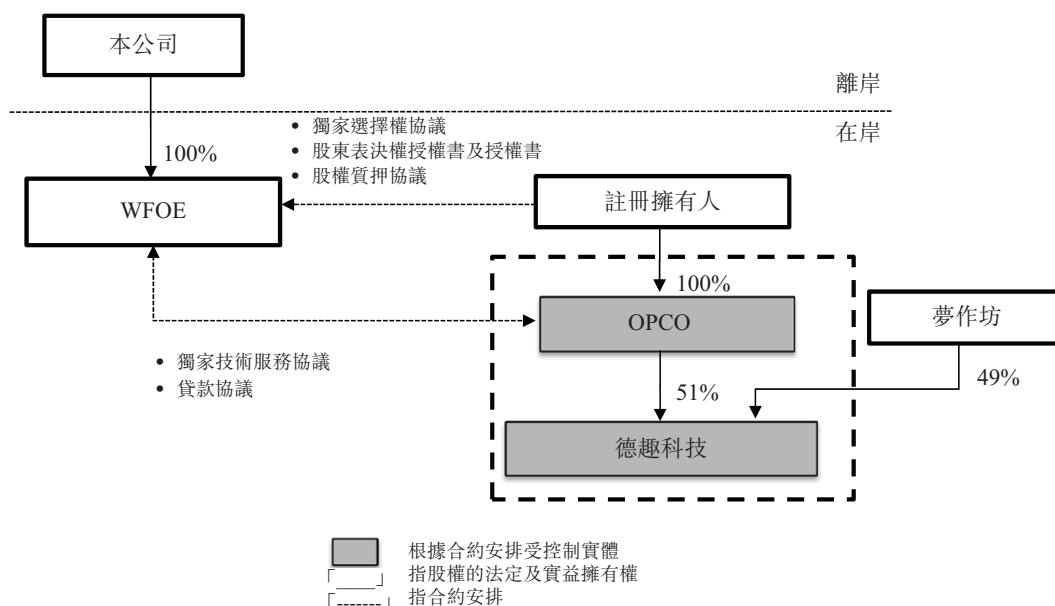 本公司
離岸
在岸
100%
• 獨家選擇權協議
• 股東表決權授權書及授權書
• 股權質押協議
WFOE
註冊擁有人
100%
OPCO
夢作坊
• 獨家技術服務協議
• 貸款協議
51%
49%
德趣科技
根據合約安排受控制實體
「____」 指股權的法定及實益擁有權
「-------」 指合約安排